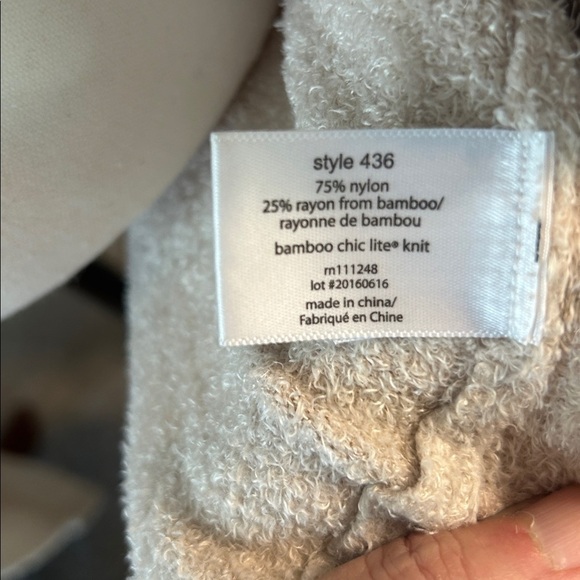 style 436
75% nylon
25% rayon from bamboo/
rayonne de bambou
bamboo chic lite® knit
rn111248
lot #20160616
made in china/
Fabriqué en Chine